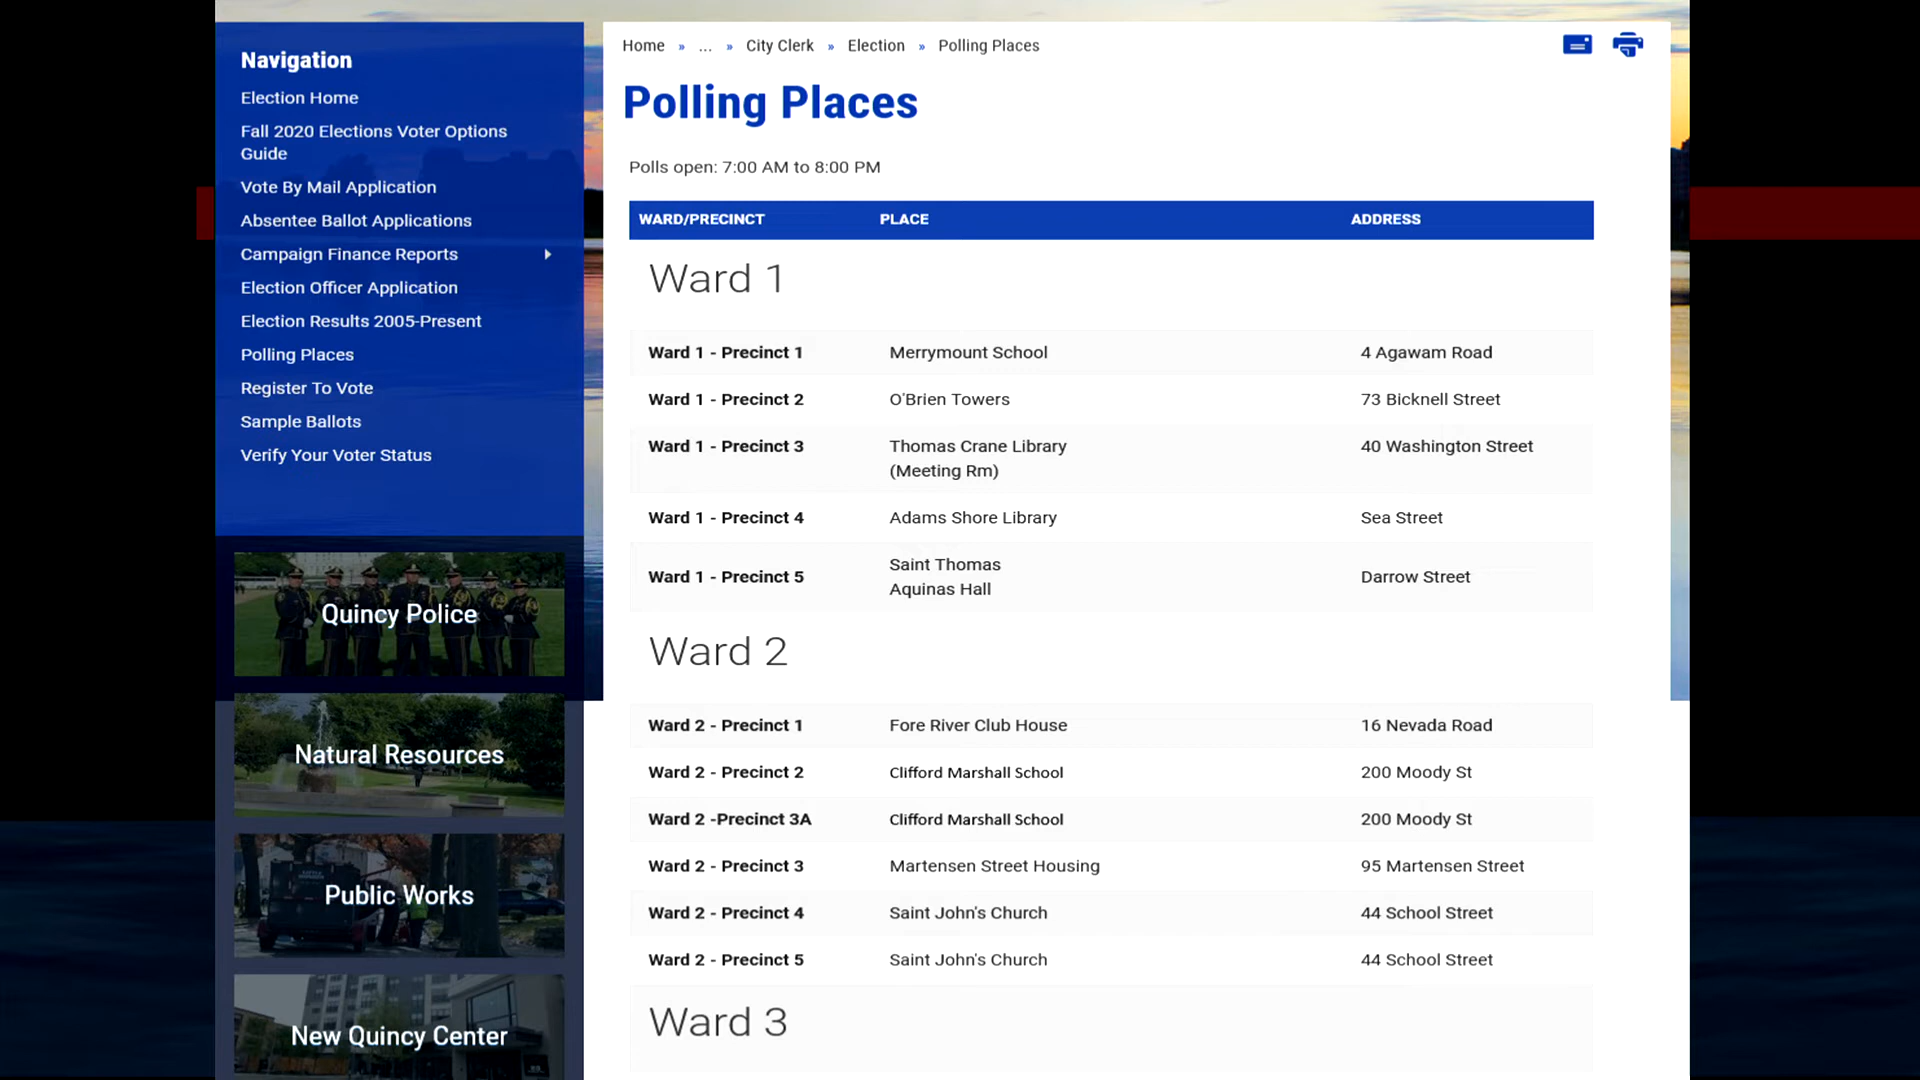 Navigation
Election Home
Fall 2020 Elections Voter Options
Guide
Vote By Mail Application
Absentee Ballot Applications
Campaign Finance Reports
Election Officer Application
Election Results 2005-Present
Polling Places
Register To Vote
Sample Ballots
Verify Your Voter Status
Quincy Police
Natural Resources
Public Works
New Quincy Center
Home » ... » City Clerk » Election » Polling Places
Polling Places
Polls open: 7:00 AM to 8:00 PM
WARD/PRECINCT PLACE ADDRESS
Ward 1
Ward 1 - Precinct 1 Merrymount School 4 Agawam Road
Ward 1 - Precinct 2 O'Brien Towers 73 Bicknell Street
Ward 1 - Precinct 3 Thomas Crane Library 40 Washington Street
(Meeting Rm)
Ward 1 - Precinct 4 Adams Shore Library Sea Street
Saint Thomas
Ward 1 - Precinct 5 Darrow Street
Aquinas Hall
Ward 2
Ward 2 - Precinct 1 Fore River Club House 16 Nevada Road
Ward 2 - Precinct 2 Clifford Marshall School 200 Moody St
Ward 2 -Precinct 3A Clifford Marshall School 200 Moody St
Ward 2 - Precinct 3 Martensen Street Housing 95 Martensen Street
Ward 2 - Precinct 4 Saint John's Church 44 School Street
Ward 2 - Precinct 5 Saint John's Church 44 School Street
Ward 3